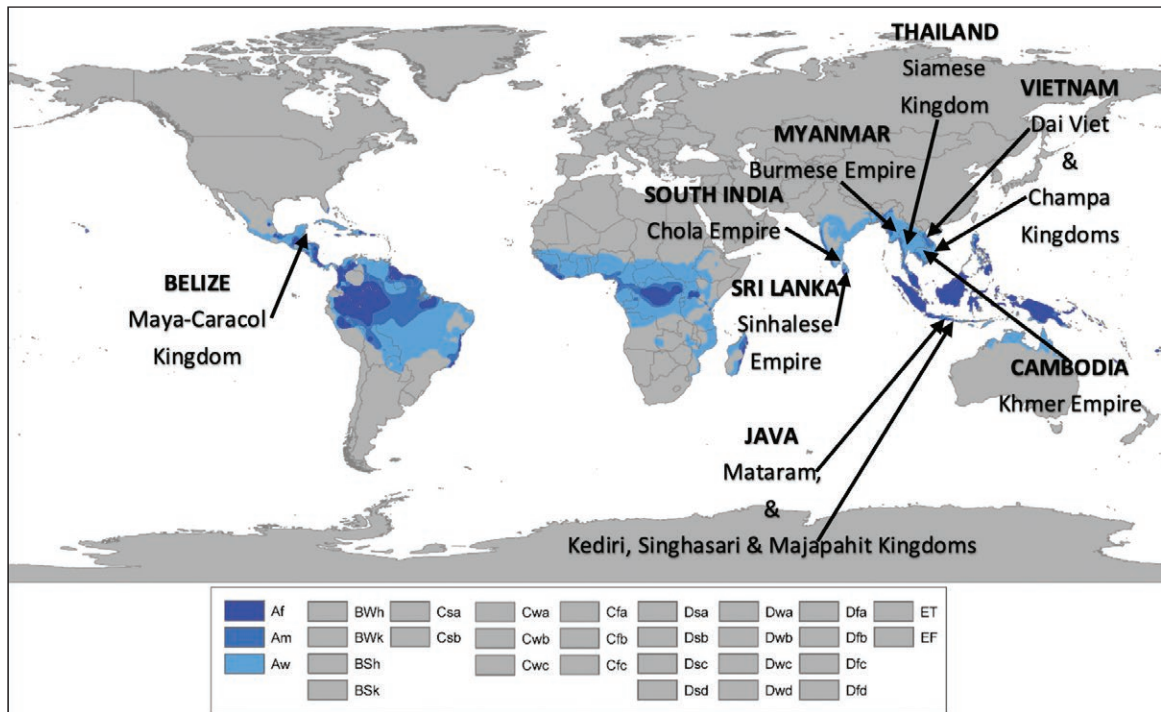 THAILAND
Siamese
Kingdom
VIETNAM
Dai Viet
&
Champa
Kingdoms
MYANMAR
Burmese Empire
SOUTH INDIA
Chola Empire
BELIZE
Maya-Caracol
Kingdom
SRI LANKA
Sinhalese
Empire
CAMBODIA
Khmer Empire
JAVA
Mataram,
&
Kediri, Singhasari & Majapahit Kingdoms
Af BWh Csa Cwa Cfa Dsa Dwa Dfa ET
Am BWk Csb Cwb Cfb Dsb Dwb Dfb EF
Aw BSh Cwc Cfc Dsc Dwc Dfc
BSk Dsd Dwd Dfd